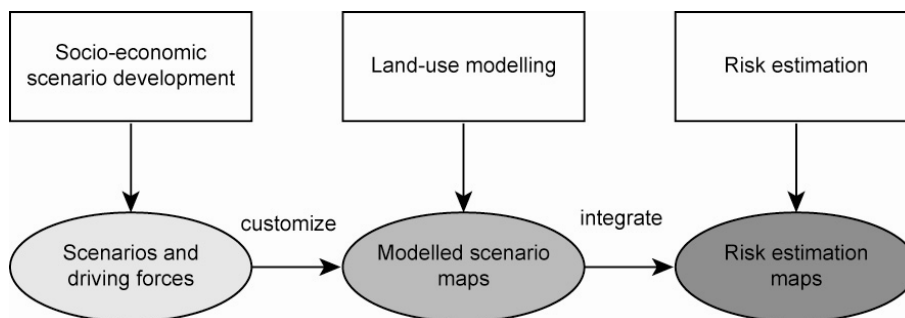 Socio-economic
scenario development
Land-use modelling
Risk estimation
customize
integrate
Scenarios and
driving forces
Modelled scenario
maps
Risk estimation
maps